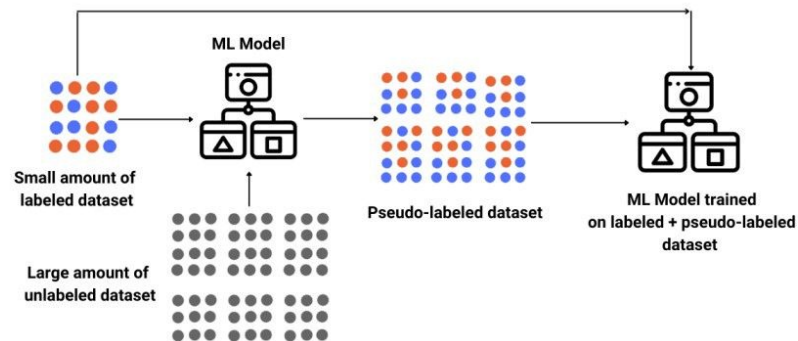 ML Model
Small amount of
labeled dataset
Pseudo-labeled dataset
ML Model trained
on labeled + pseudo-labeled
dataset
Large amount of
unlabeled dataset